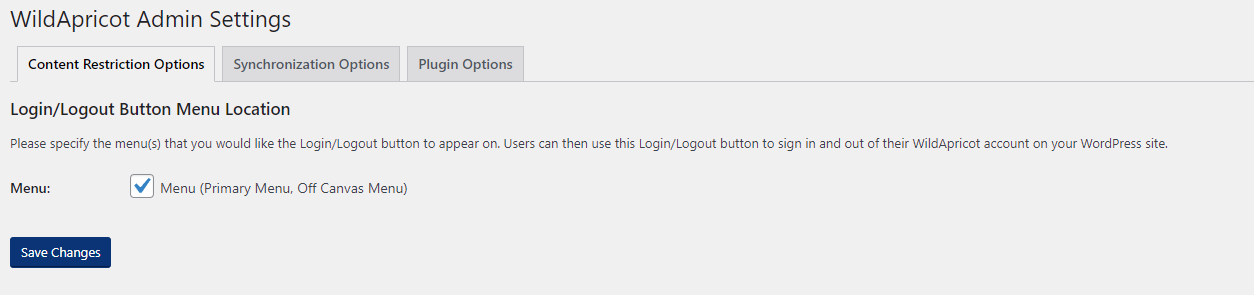 WildApricot Admin Settings
Content Restriction Options
Synchronization Options
Plugin Options
Login/Logout Button Menu Location
Please specify the menu(s) that you would like the Login/Logout button to appear on. Users can then use this Login/Logout button to sign in and out of their WildApricot account on your WordPress site.
Menu:
Menu (Primary Menu, Off Canvas Menu)
Save Changes